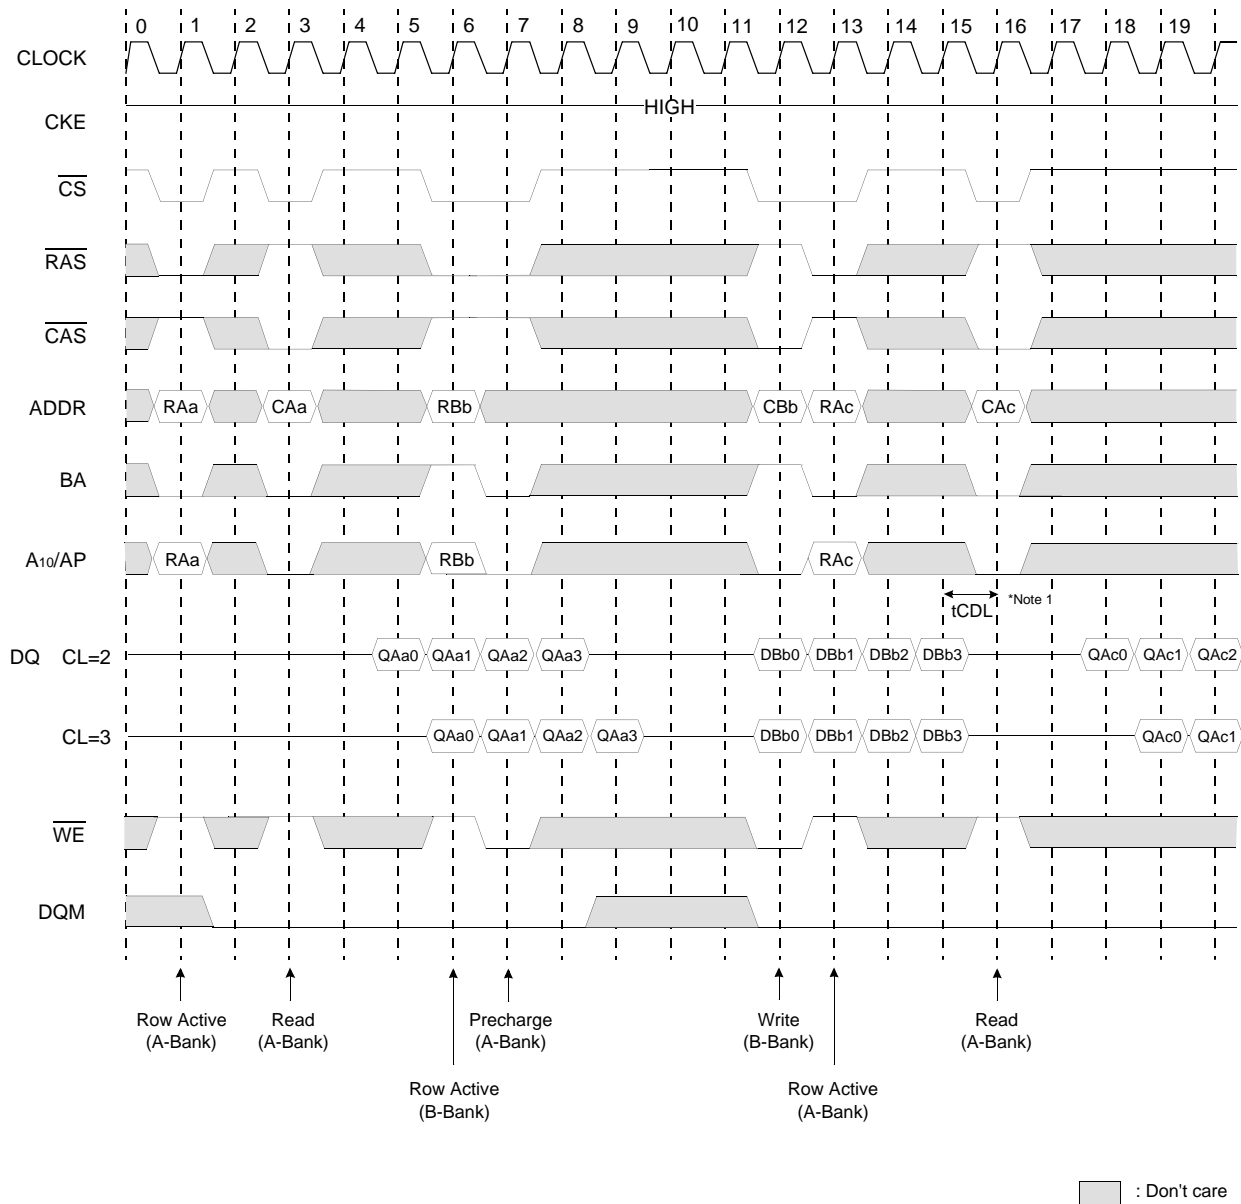 0 1 2 3 4 5 6 7 8 9 10 11 12 13 14 15 16 17 18 19
CLOCK
HIGH
CKE
CS
RAS
CAS
ADDR RAa CAa RBb CBb RAc CAc
BA
A10/AP RAa RBb RAc
tCDL *Note 1
DQ CL=2 QAa0 QAa1 QAa2 QAa3 DBb0 DBb1 DBb2 DBb3 QAc0 QAc1 QAc2
CL=3 QAa0 QAa1 QAa2 QAa3 DBb0 DBb1 DBb2 DBb3 QAc0 QAc1
WE
DQM
Row Active
(A-Bank)
Read
(A-Bank)
Precharge
(A-Bank)
Write
(B-Bank)
Read
(A-Bank)
Row Active
(B-Bank)
Row Active
(A-Bank)
: Don't care